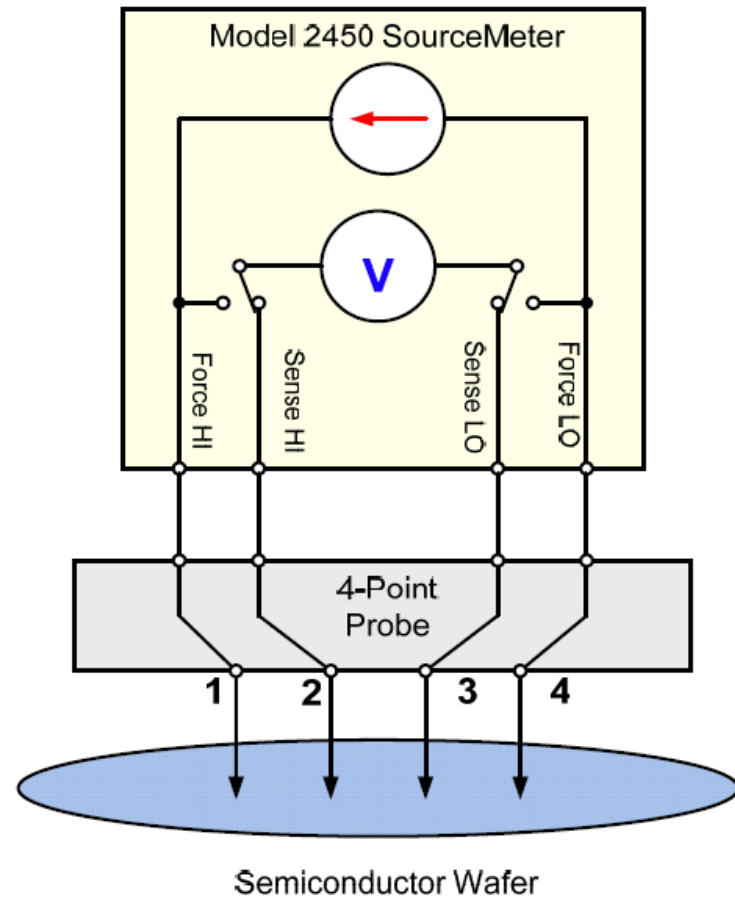 Model 2450 SourceMeter
V
Force HI
Sense HI
Sense LO
Force LO
4-Point
Probe
1
2
3
4
Semiconductor Wafer